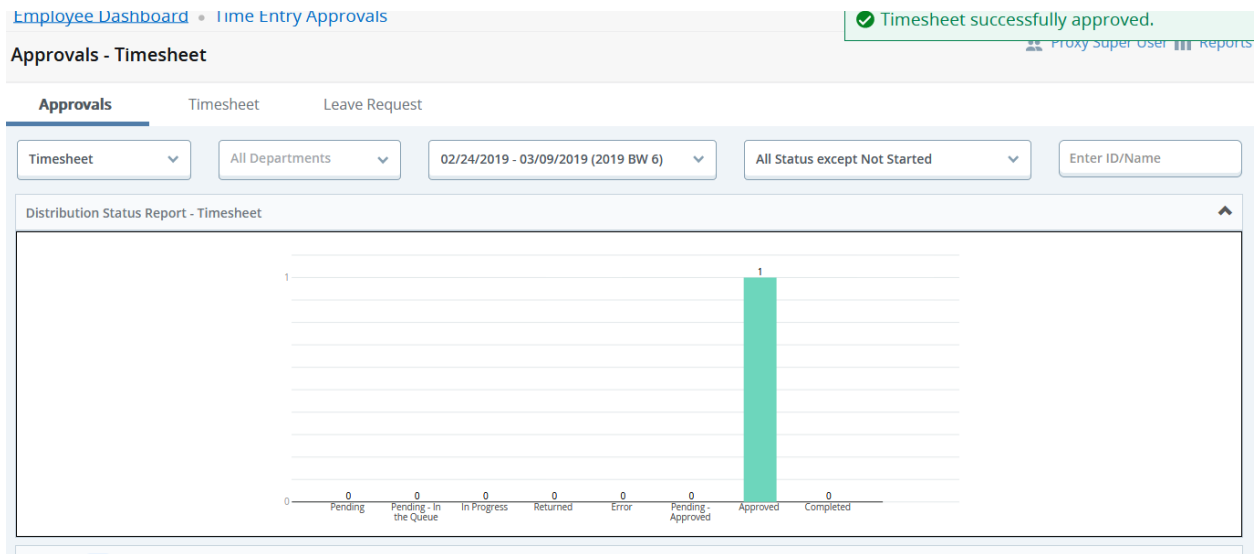 Employee Dashboard • Time Entry Approvals
Timesheet successfully approved.
Approvals - Timesheet
Proxy Super User Reports
Approvals Timesheet Leave Request
Timesheet All Departments 02/24/2019 - 03/09/2019 (2019 BW 6) All Status except Not Started Enter ID/Name
Distribution Status Report - Timesheet
1
1
0
0 0 0 0 0 0 0
Pending Pending - In the Queue In Progress Returned Error Pending - Approved Approved Completed